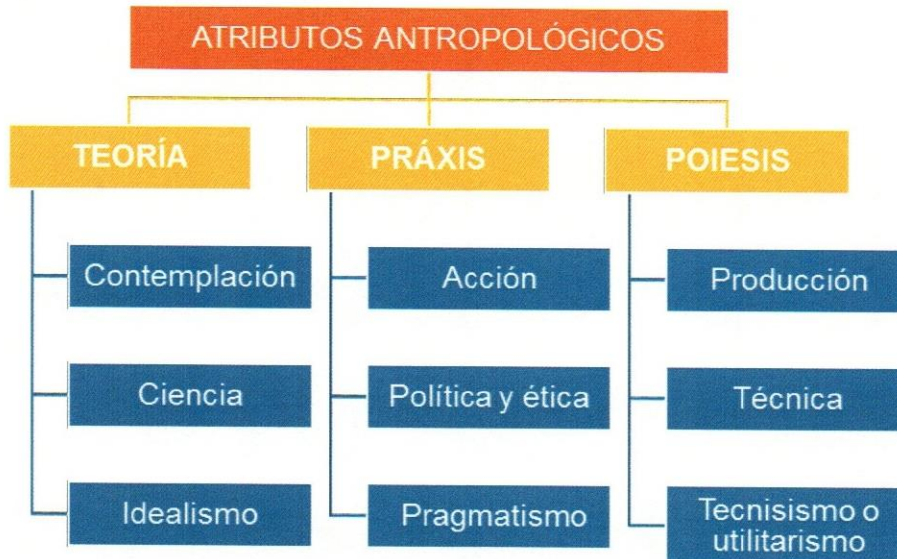 ATRIBUTOS ANTROPOLÓGICOS
TEORÍA
Contemplación
Ciencia
Idealismo
PRÁXIS
Acción
Política y ética
Pragmatismo
POIESIS
Producción
Técnica
Tecnisismo o
utilitarismo